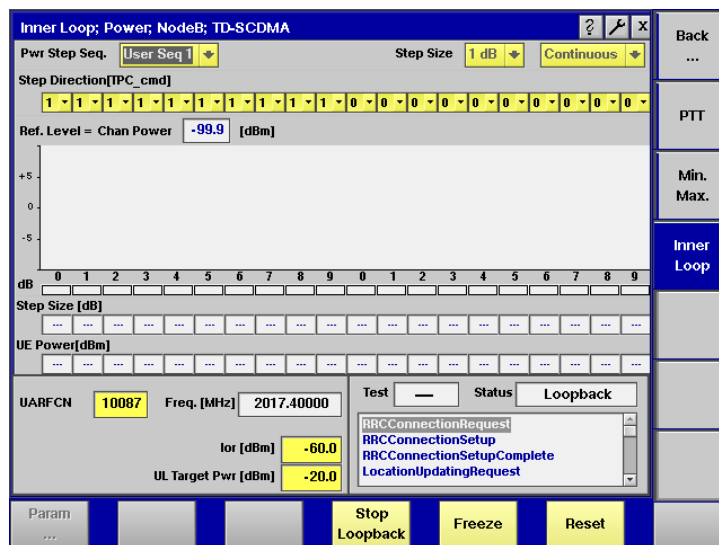 Inner Loop; Power; NodeB; TD-SCDMA ? x
Back
...
Pwr Step Seq. User Seq 1 Step Size 1 dB Continuous
Step Direction[TPC_cmd]
1 1 1 1 1 1 1 1 1 1 0 0 0 0 0 0 0 0 0 0
PTT
Ref. Level = Chan Power -99.9 [dBm]
+5
0
-5
Min.
Max.
Inner
Loop
dB 0 1 2 3 4 5 6 7 8 9 0 1 2 3 4 5 6 7 8 9
Step Size [dB]
--- --- --- --- --- --- --- --- --- --- --- --- --- --- --- --- --- --- --- ---
UE Power[dBm]
--- --- --- --- --- --- --- --- --- --- --- --- --- --- --- --- --- --- --- ---
UARFCN 10087 Freq. [MHz] 2017.40000
Ior [dBm] -60.0
UL Target Pwr [dBm] -20.0
Test — Status Loopback
RRCConnectionRequest
RRCConnectionSetup
RRCConnectionSetupComplete
LocationUpdatingRequest
Param
...
Stop
Loopback
Freeze
Reset